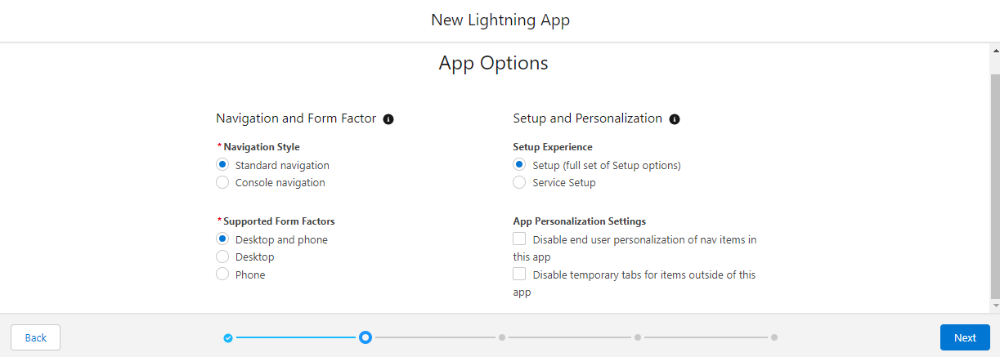 New Lightning App
App Options
Navigation and Form Factor
*Navigation Style
Standard navigation
Console navigation
*Supported Form Factors
Desktop and phone
Desktop
Phone
Setup and Personalization
Setup Experience
Setup (full set of Setup options)
Service Setup
App Personalization Settings
Disable end user personalization of nav items in
this app
Disable temporary tabs for items outside of this
app
Back
Next